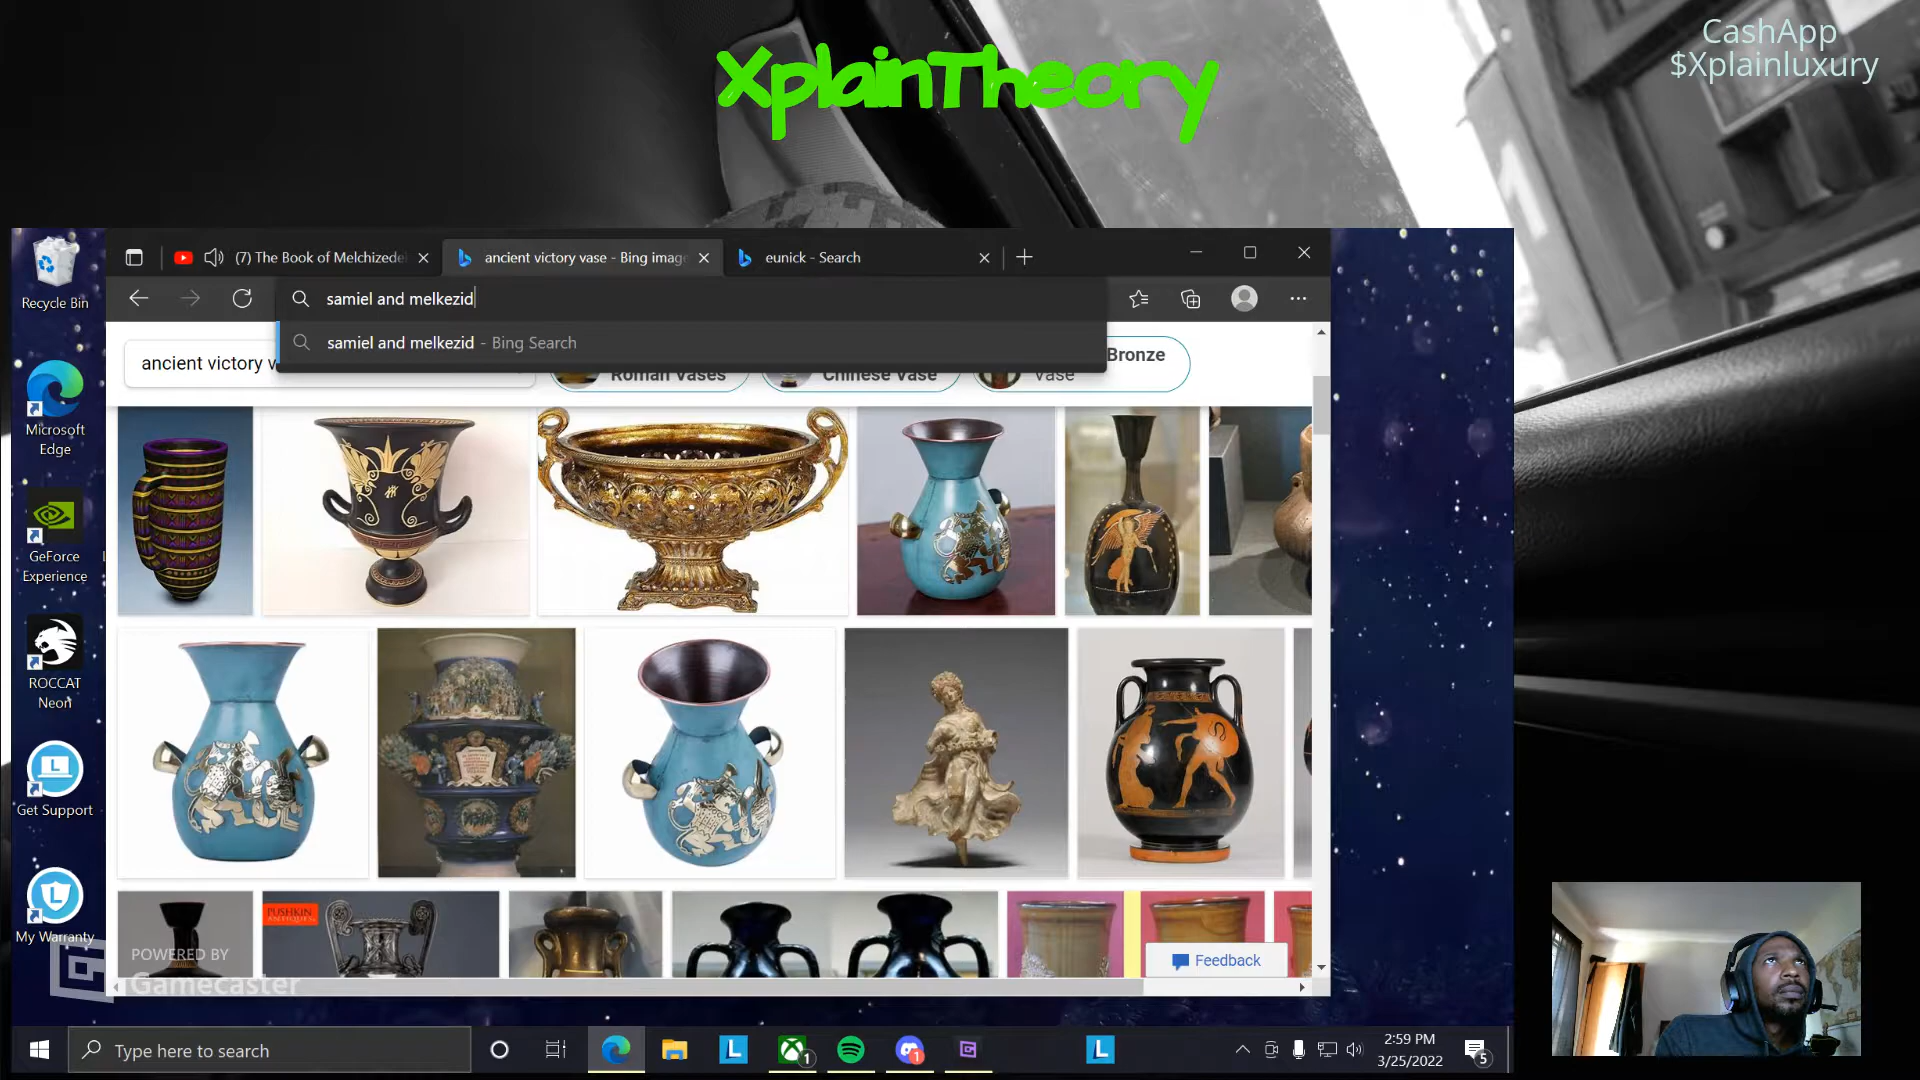 CashApp
$Xplainluxury
XplainTheory
Recycle Bin
(7) The Book of Melchizede
ancient victory vase - Bing imag
eunick - Search
samiel and melkezid
samiel and melkezid - Bing Search
ancient victory v
Roman Vases
Chinese Vase
Bronze
Vase
Microsoft
Edge
GeForce
Experience
ROCCAT
Neon
Get Support
My Warranty
PUSHKIN
POWERED BY
Gamecaster
Feedback
Type here to search
1
1
2:59 PM
3/25/2022
5